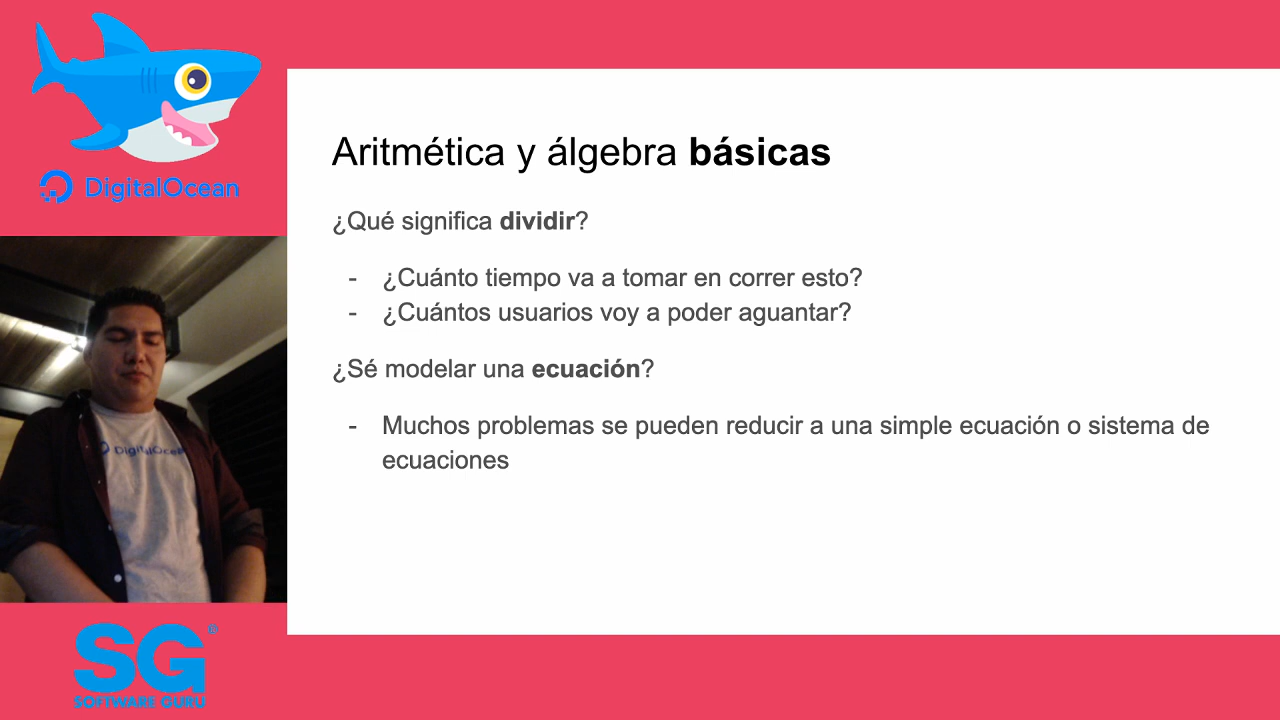 DigitalOcean
Aritmética y álgebra básicas
¿Qué significa dividir?
- ¿Cuánto tiempo va a tomar en correr esto?
- ¿Cuántos usuarios voy a poder aguantar?
¿Sé modelar una ecuación?
- Muchos problemas se pueden reducir a una simple ecuación o sistema de
ecuaciones
DigitalOcean
SG®
SOFTWARE GURU